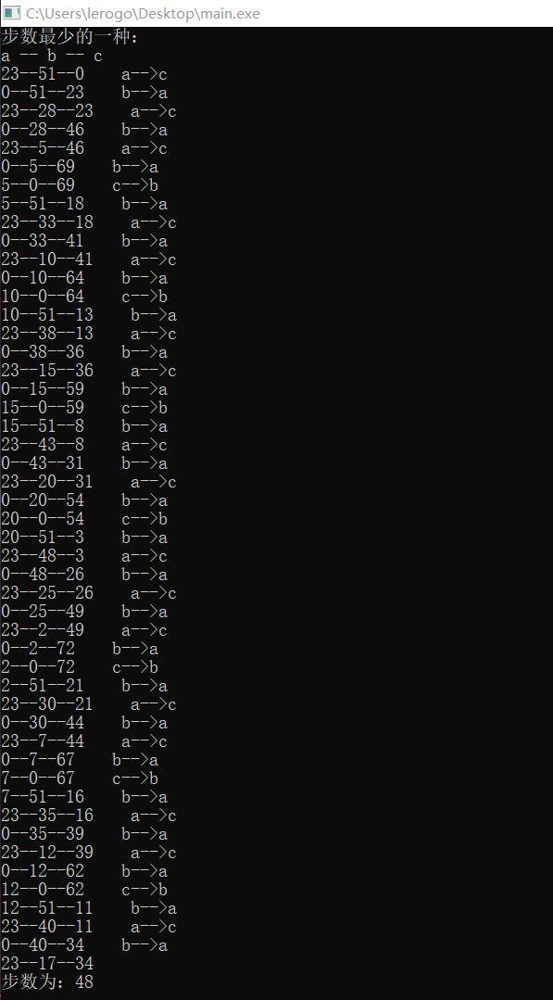 C:\Users\lerogo\Desktop\main.exe
步数最少的一种：
a -- b -- c
23--51--0    a-->c
0--51--23    b-->a
23--28--23    a-->c
0--28--46    b-->a
23--5--46    a-->c
0--5--69    b-->a
5--0--69    c-->b
5--51--18    b-->a
23--33--18    a-->c
0--33--41    b-->a
23--10--41    a-->c
0--10--64    b-->a
10--0--64    c-->b
10--51--13    b-->a
23--38--13    a-->c
0--38--36    b-->a
23--15--36    a-->c
0--15--59    b-->a
15--0--59    c-->b
15--51--8    b-->a
23--43--8    a-->c
0--43--31    b-->a
23--20--31    a-->c
0--20--54    b-->a
20--0--54    c-->b
20--51--3    b-->a
23--48--3    a-->c
0--48--26    b-->a
23--25--26    a-->c
0--25--49    b-->a
23--2--49    a-->c
0--2--72    b-->a
2--0--72    c-->b
2--51--21    b-->a
23--30--21    a-->c
0--30--44    b-->a
23--7--44    a-->c
0--7--67    b-->a
7--0--67    c-->b
7--51--16    b-->a
23--35--16    a-->c
0--35--39    b-->a
23--12--39    a-->c
0--12--62    b-->a
12--0--62    c-->b
12--51--11    b-->a
23--40--11    a-->c
0--40--34    b-->a
23--17--34
步数为：48